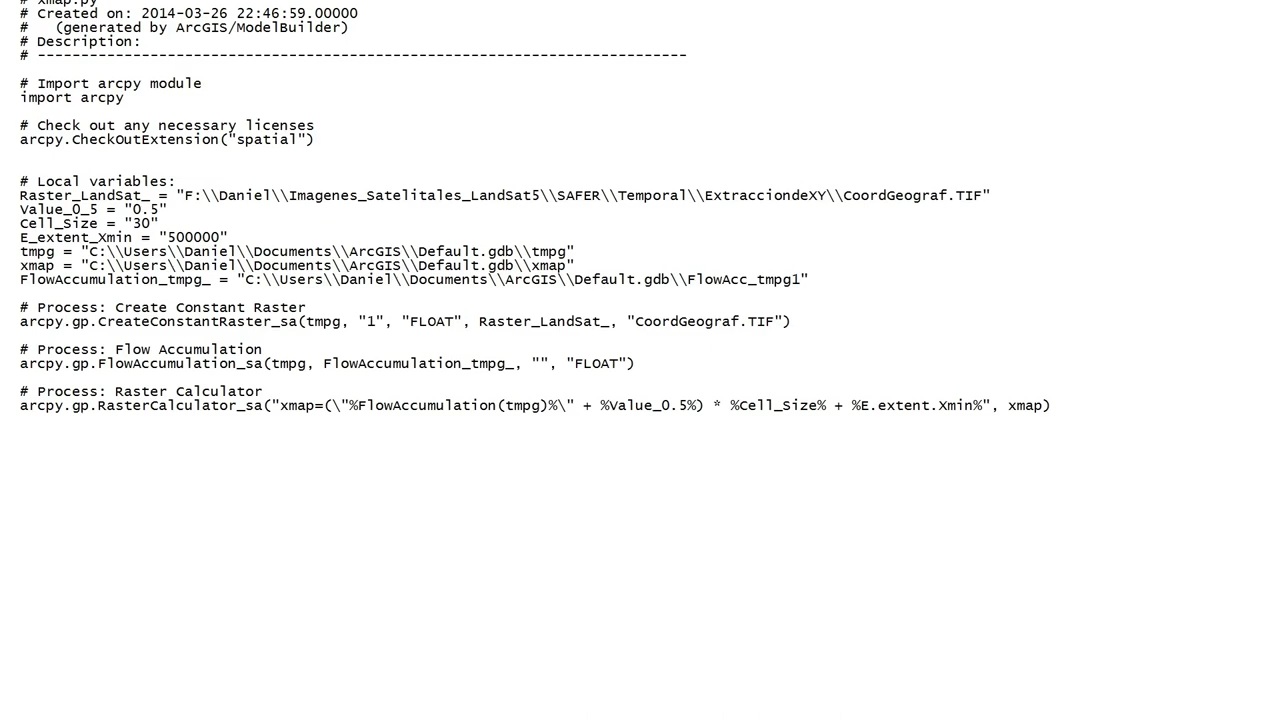 # xmap.py
# Created on: 2014-03-26 22:46:59.00000
#   (generated by ArcGIS/ModelBuilder)
# Description:
# ---------------------------------------------------------------------------
# Import arcpy module
import arcpy
# Check out any necessary licenses
arcpy.CheckOutExtension("spatial")
# Local variables:
Raster_LandSat_ = "F:\\Daniel\\Imagenes_Satelitales_LandSat5\\SAFER\\Temporal\\ExtracciondeXY\\CoordGeograf.TIF"
Value_0_5 = "0.5"
Cell_Size = "30"
E_extent_Xmin = "500000"
tmpg = "C:\\Users\\Daniel\\Documents\\ArcGIS\\Default.gdb\\tmpg"
xmap = "C:\\Users\\Daniel\\Documents\\ArcGIS\\Default.gdb\\xmap"
FlowAccumulation_tmpg_ = "C:\\Users\\Daniel\\Documents\\ArcGIS\\Default.gdb\\FlowAcc_tmpg1"
# Process: Create Constant Raster
arcpy.gp.CreateConstantRaster_sa(tmpg, "1", "FLOAT", Raster_LandSat_, "CoordGeograf.TIF")
# Process: Flow Accumulation
arcpy.gp.FlowAccumulation_sa(tmpg, FlowAccumulation_tmpg_, "", "FLOAT")
# Process: Raster Calculator
arcpy.gp.RasterCalculator_sa("xmap=(\"%FlowAccumulation(tmpg)%\" + %Value_0.5%) * %Cell_Size% + %E.extent.Xmin%", xmap)